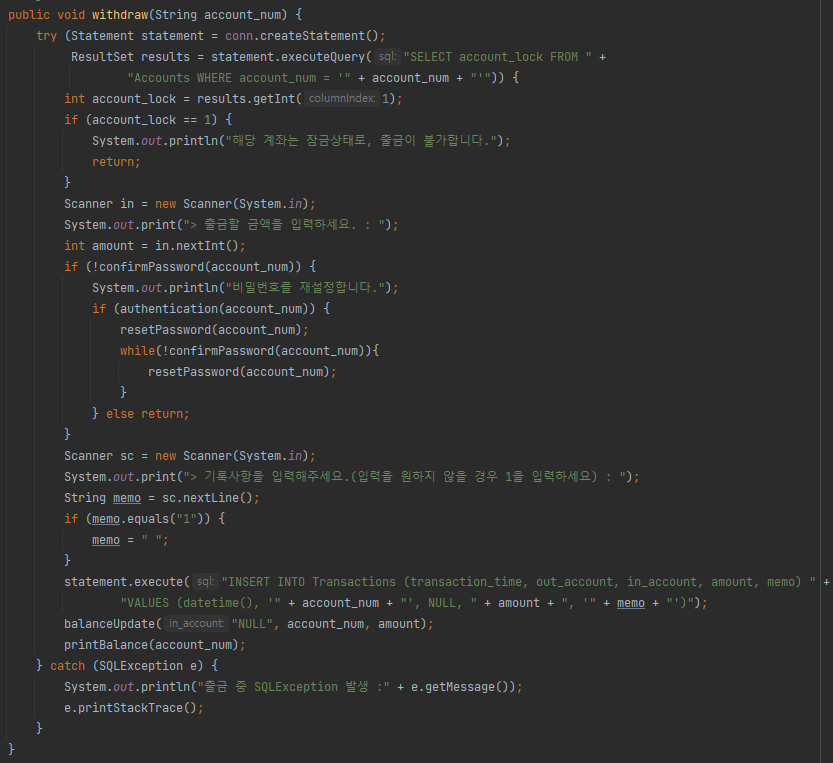 public void withdraw(String account_num) {
try (Statement statement = conn.createStatement();
ResultSet results = statement.executeQuery( sql: "SELECT account_lock FROM " +
"Accounts WHERE account_num = '" + account_num + "'")) {
int account_lock = results.getInt( columnIndex: 1);
if (account_lock == 1) {
System.out.println("해당 계좌는 잠금상태로, 출금이 불가합니다.");
return;
}
Scanner in = new Scanner(System.in);
System.out.print("> 출금할 금액을 입력하세요. : ");
int amount = in.nextInt();
if (!confirmPassword(account_num)) {
System.out.println("비밀번호를 재설정합니다.");
if (authentication(account_num)) {
resetPassword(account_num);
while(!confirmPassword(account_num)){
resetPassword(account_num);
}
} else return;
}
Scanner sc = new Scanner(System.in);
System.out.print("> 기록사항을 입력해주세요.(입력을 원하지 않을 경우 1을 입력하세요) : ");
String memo = sc.nextLine();
if (memo.equals("1")) {
memo = " ";
}
statement.execute( sql: "INSERT INTO Transactions (transaction_time, out_account, in_account, amount, memo) " +
"VALUES (datetime(), '" + account_num + "', NULL, " + amount + ", '" + memo + "')");
balanceUpdate( in_account: "NULL", account_num, amount);
printBalance(account_num);
} catch (SQLException e) {
System.out.println("출금 중 SQLException 발생 :" + e.getMessage());
e.printStackTrace();
}
}